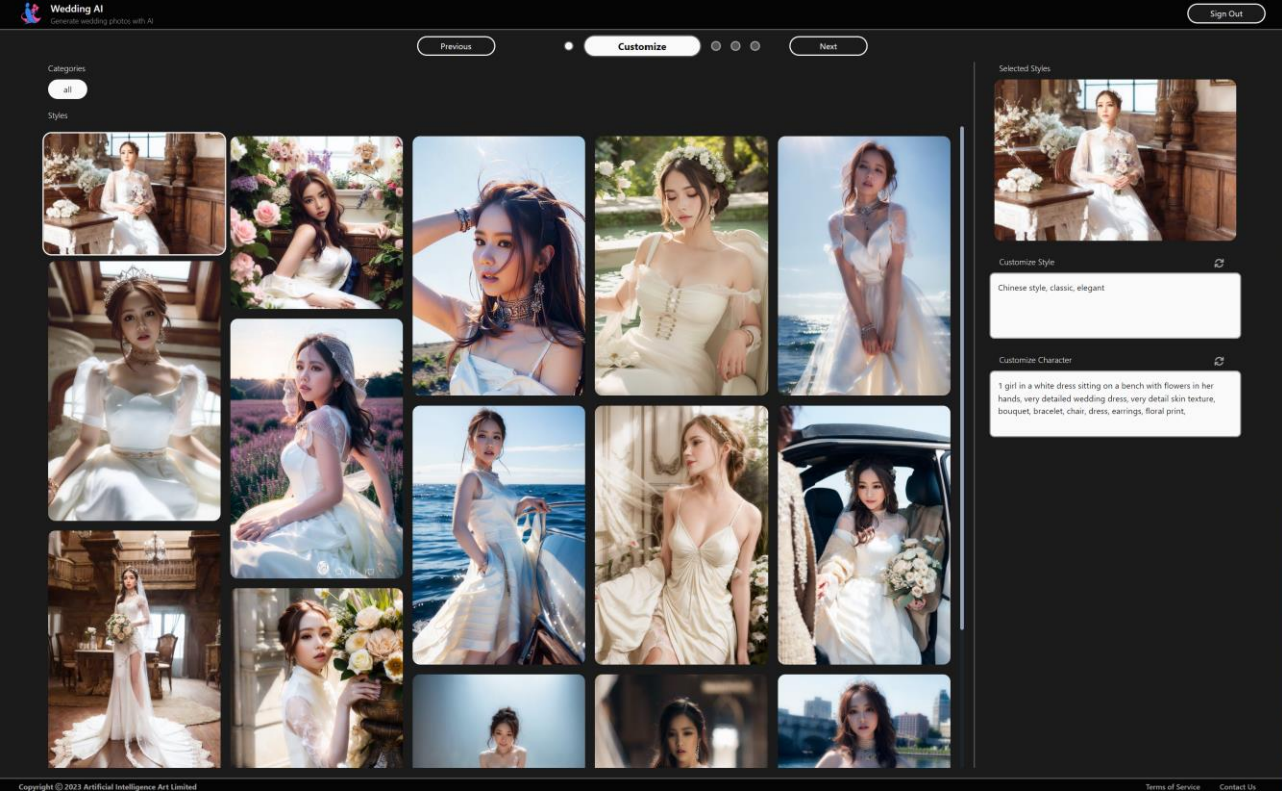 Wedding AI
Generate wedding photos with AI
Sign Out
Previous
Customize
Next
Categories
all
Styles
Selected Styles
Customize Style
Chinese style, classic, elegant
Customize Character
1 girl in a white dress sitting on a bench with flowers in her
hands, very detailed wedding dress, very detail skin texture,
bouquet, bracelet, chair, dress, earrings, floral print,
Copyright © 2023 Artificial Intelligence Art Limited
Terms of Service
Contact Us